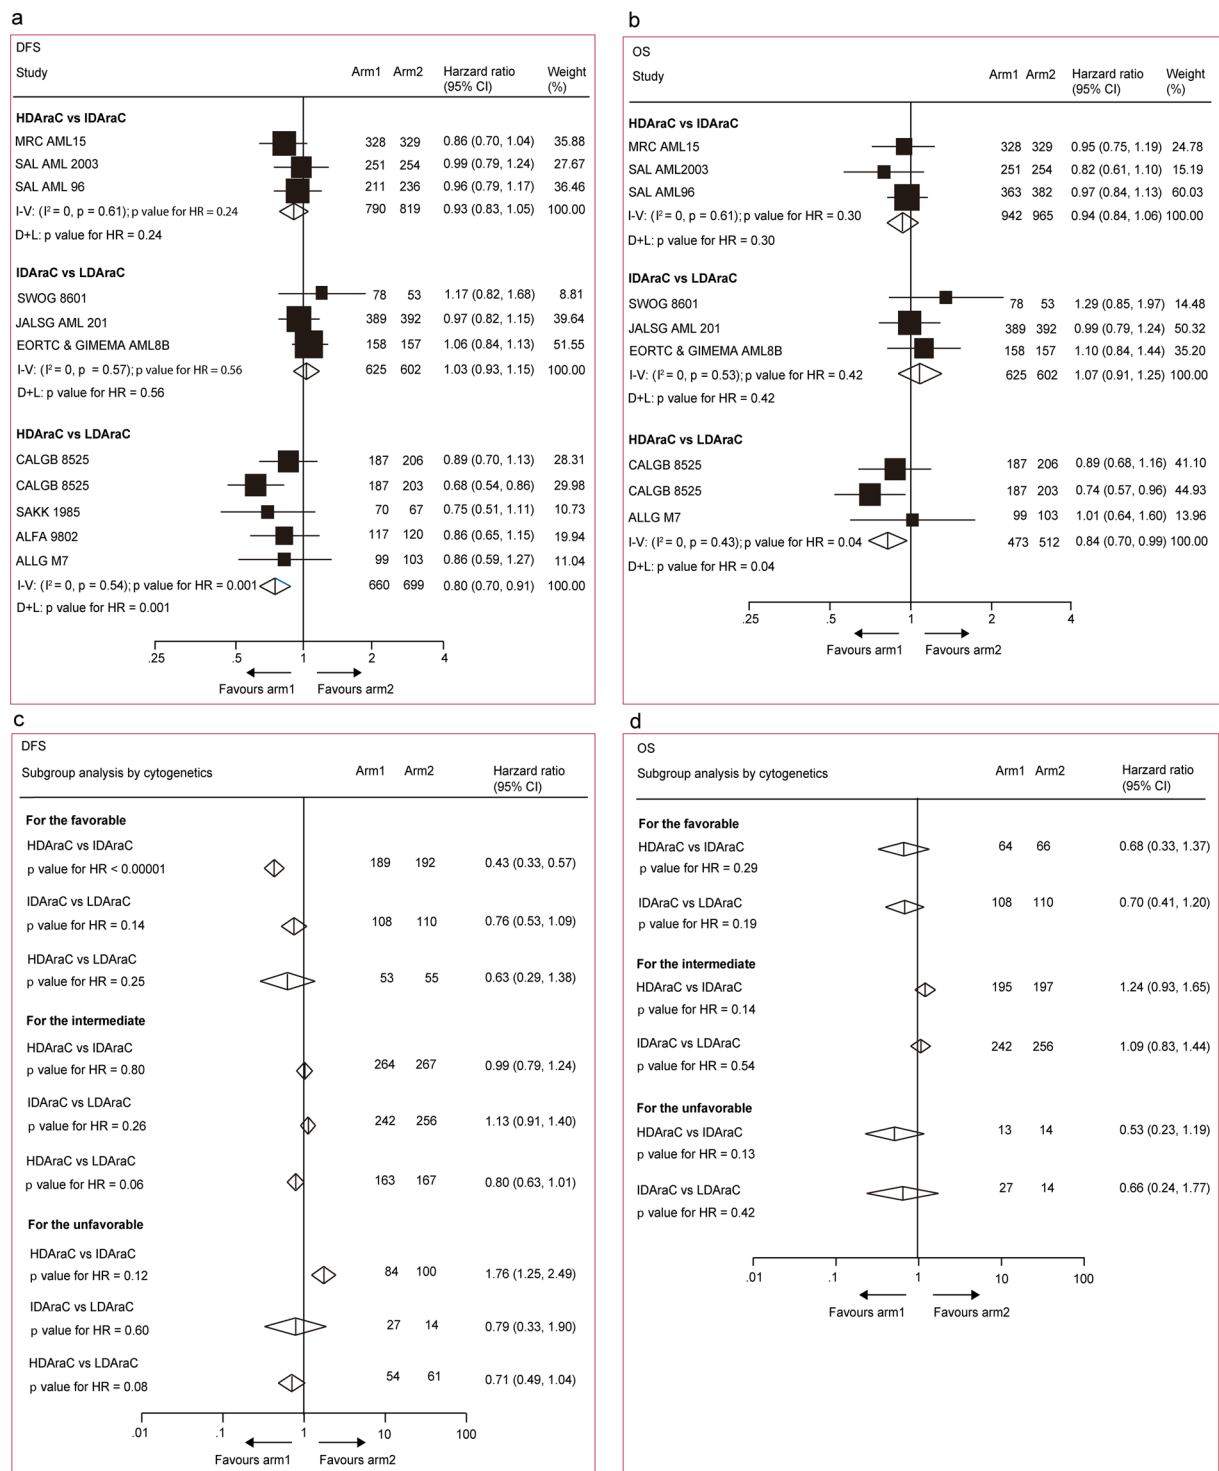 a
DFS
Study Arm1 Arm2 Harzard ratio (95% CI) Weight (%)
HDAraC vs IDAraC
MRC AML15 328 329 0.86 (0.70, 1.04) 35.88
SAL AML 2003 251 254 0.99 (0.79, 1.24) 27.67
SAL AML 96 211 236 0.96 (0.79, 1.17) 36.46
I-V: (I² = 0, p = 0.61); p value for HR = 0.24 790 819 0.93 (0.83, 1.05) 100.00
D+L: p value for HR = 0.24
IDAraC vs LDAraC
SWOG 8601 78 53 1.17 (0.82, 1.68) 8.81
JALSG AML 201 389 392 0.97 (0.82, 1.15) 39.64
EORTC & GIMEMA AML8B 158 157 1.06 (0.84, 1.13) 51.55
I-V: (I² = 0, p = 0.57); p value for HR = 0.56 625 602 1.03 (0.93, 1.15) 100.00
D+L: p value for HR = 0.56
HDAraC vs LDAraC
CALGB 8525 187 206 0.89 (0.70, 1.13) 28.31
CALGB 8525 187 203 0.68 (0.54, 0.86) 29.98
SAKK 1985 70 67 0.75 (0.51, 1.11) 10.73
ALFA 9802 117 120 0.86 (0.65, 1.15) 19.94
ALLG M7 99 103 0.86 (0.59, 1.27) 11.04
I-V: (I² = 0, p = 0.54); p value for HR = 0.001 660 699 0.80 (0.70, 0.91) 100.00
D+L: p value for HR = 0.001
.25 .5 1 2 4
Favours arm1 Favours arm2
b
OS
Study Arm1 Arm2 Harzard ratio (95% CI) Weight (%)
HDAraC vs IDAraC
MRC AML15 328 329 0.95 (0.75, 1.19) 24.78
SAL AML2003 251 254 0.82 (0.61, 1.10) 15.19
SAL AML96 363 382 0.97 (0.84, 1.13) 60.03
I-V: (I² = 0, p = 0.61); p value for HR = 0.30 942 965 0.94 (0.84, 1.06) 100.00
D+L: p value for HR = 0.30
IDAraC vs LDAraC
SWOG 8601 78 53 1.29 (0.85, 1.97) 14.48
JALSG AML 201 389 392 0.99 (0.79, 1.24) 50.32
EORTC & GIMEMA AML8B 158 157 1.10 (0.84, 1.44) 35.20
I-V: (I² = 0, p = 0.53); p value for HR = 0.42 625 602 1.07 (0.91, 1.25) 100.00
D+L: p value for HR = 0.42
HDAraC vs LDAraC
CALGB 8525 187 206 0.89 (0.68, 1.16) 41.10
CALGB 8525 187 203 0.74 (0.57, 0.96) 44.93
ALLG M7 99 103 1.01 (0.64, 1.60) 13.96
I-V: (I² = 0, p = 0.43); p value for HR = 0.04 473 512 0.84 (0.70, 0.99) 100.00
D+L: p value for HR = 0.04
.25 .5 1 2 4
Favours arm1 Favours arm2
c
DFS
Subgroup analysis by cytogenetics Arm1 Arm2 Harzard ratio (95% CI)
For the favorable
HDAraC vs IDAraC
p value for HR < 0.00001 189 192 0.43 (0.33, 0.57)
IDAraC vs LDAraC
p value for HR = 0.14 108 110 0.76 (0.53, 1.09)
HDAraC vs LDAraC
p value for HR = 0.25 53 55 0.63 (0.29, 1.38)
For the intermediate
HDAraC vs IDAraC
p value for HR = 0.80 264 267 0.99 (0.79, 1.24)
IDAraC vs LDAraC
p value for HR = 0.26 242 256 1.13 (0.91, 1.40)
HDAraC vs LDAraC
p value for HR = 0.06 163 167 0.80 (0.63, 1.01)
For the unfavorable
HDAraC vs IDAraC
p value for HR = 0.12 84 100 1.76 (1.25, 2.49)
IDAraC vs LDAraC
p value for HR = 0.60 27 14 0.79 (0.33, 1.90)
HDAraC vs LDAraC
p value for HR = 0.08 54 61 0.71 (0.49, 1.04)
.01 .1 1 10 100
Favours arm1 Favours arm2
d
OS
Subgroup analysis by cytogenetics Arm1 Arm2 Harzard ratio (95% CI)
For the favorable
HDAraC vs IDAraC 64 66 0.68 (0.33, 1.37)
p value for HR = 0.29
IDAraC vs LDAraC 108 110 0.70 (0.41, 1.20)
p value for HR = 0.19
For the intermediate
HDAraC vs IDAraC 195 197 1.24 (0.93, 1.65)
p value for HR = 0.14
IDAraC vs LDAraC 242 256 1.09 (0.83, 1.44)
p value for HR = 0.54
For the unfavorable
HDAraC vs IDAraC 13 14 0.53 (0.23, 1.19)
p value for HR = 0.13
IDAraC vs LDAraC 27 14 0.66 (0.24, 1.77)
p value for HR = 0.42
.01 .1 1 10 100
Favours arm1 Favours arm2